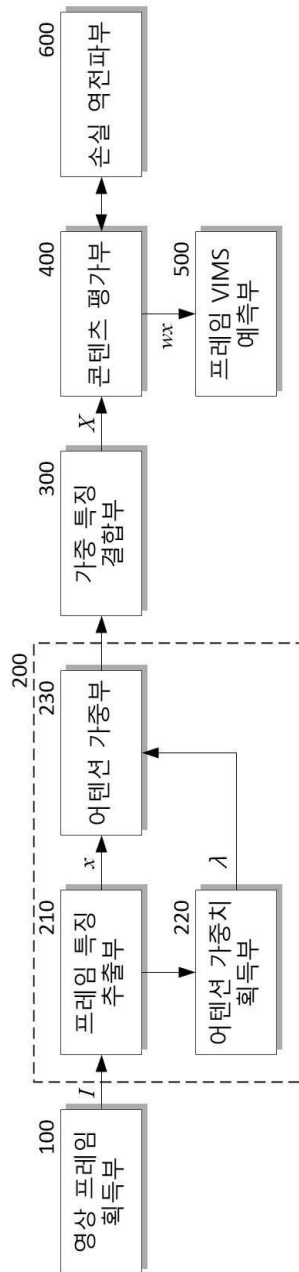 100
영상 프레임
획득부
I
200
210
프레임 특징
추출부
x
220
어텐션 가중치
획득부
λ
230
어텐션 가중부
300
가중 특징
결합부
X
400
콘텐츠 평가부
wx
500
프레임 VIMS
예측부
600
손실 역전파부